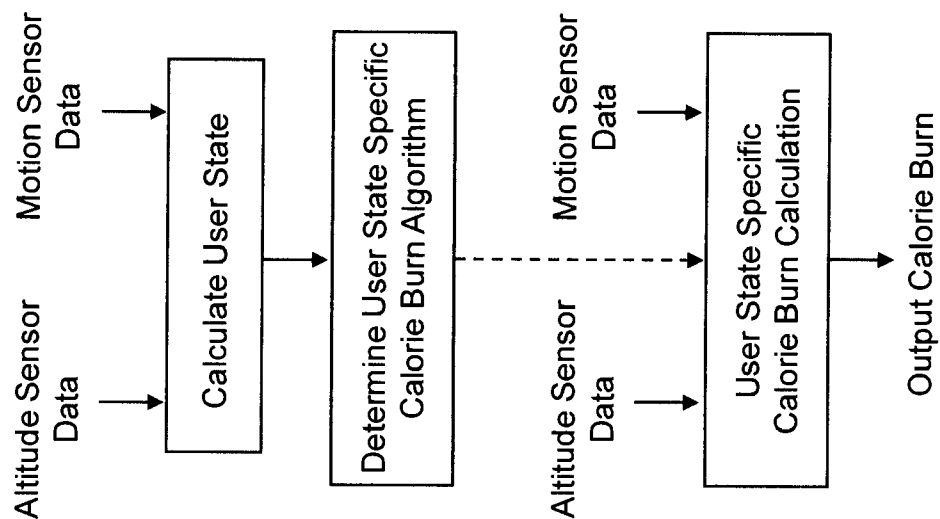 Altitude Sensor
Data
Motion Sensor
Data
Calculate User State
Determine User State Specific
Calorie Burn Algorithm
Altitude Sensor
Data
Motion Sensor
Data
User State Specific
Calorie Burn Calculation
Output Calorie Burn